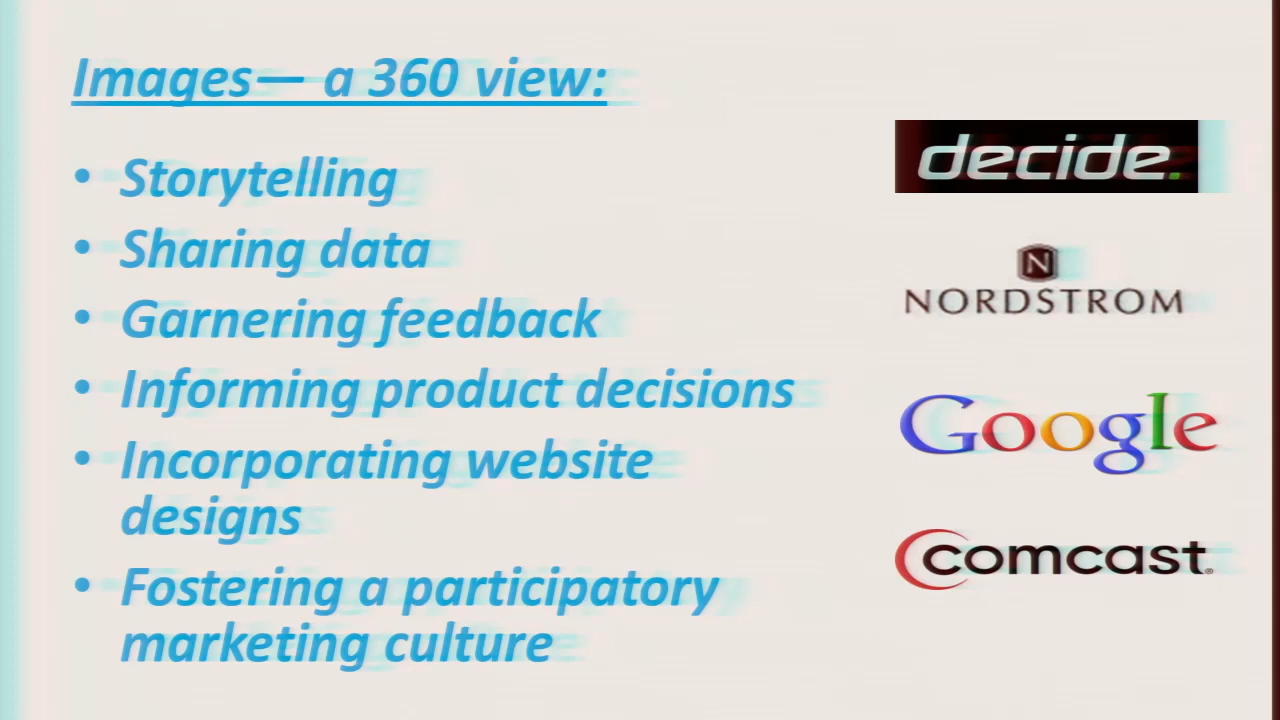 Images— a 360 view:
• Storytelling
• Sharing data
• Garnering feedback
• Informing product decisions
• Incorporating website
designs
• Fostering a participatory
marketing culture
decide.
N
NORDSTROM
Google
comcast®